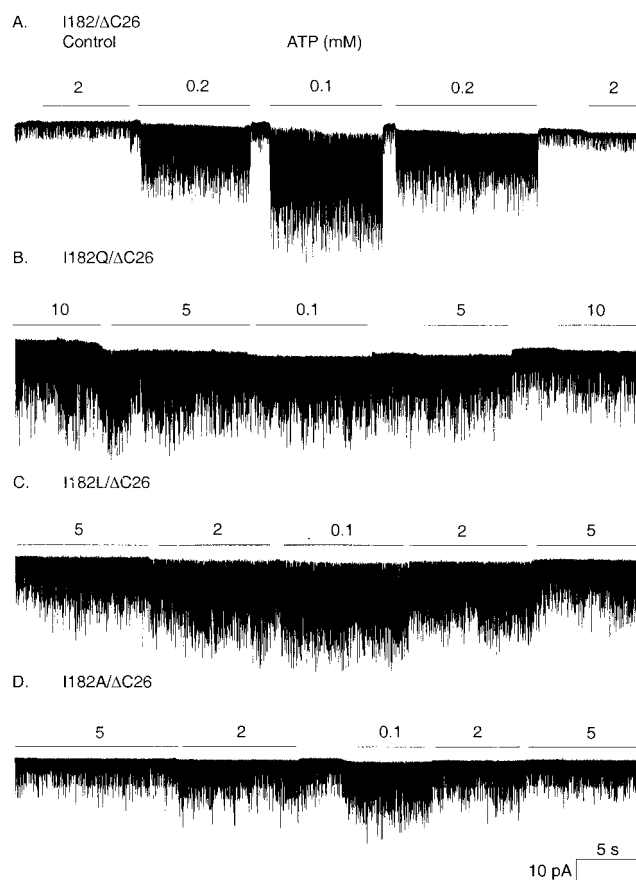 A. I182/ΔC26
Control
ATP (mM)
2 0.2 0.1 0.2 2
B. I182Q/ΔC26
10 5 0.1 5 10
C. I182L/ΔC26
5 2 0.1 2 5
D. I182A/ΔC26
5 2 0.1 2 5
5 s
10 pA